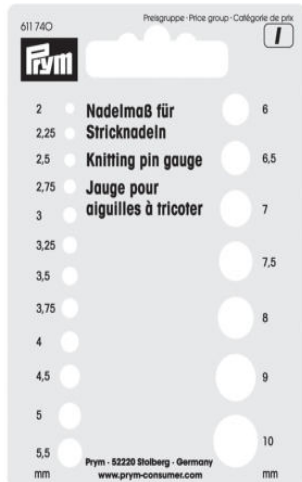 611 740
Preisgruppe · Price group · Catégorie de prix
I
Prym
2
2,25
2,5
2,75
3
3,25
3,5
3,75
4
4,5
5
5,5
mm
Nadelmaß für
Stricknadeln
Knitting pin gauge
Jauge pour
aiguilles à tricoter
6
6,5
7
7,5
8
9
10
mm
Prym · 52220 Stolberg · Germany
www.prym-consumer.com